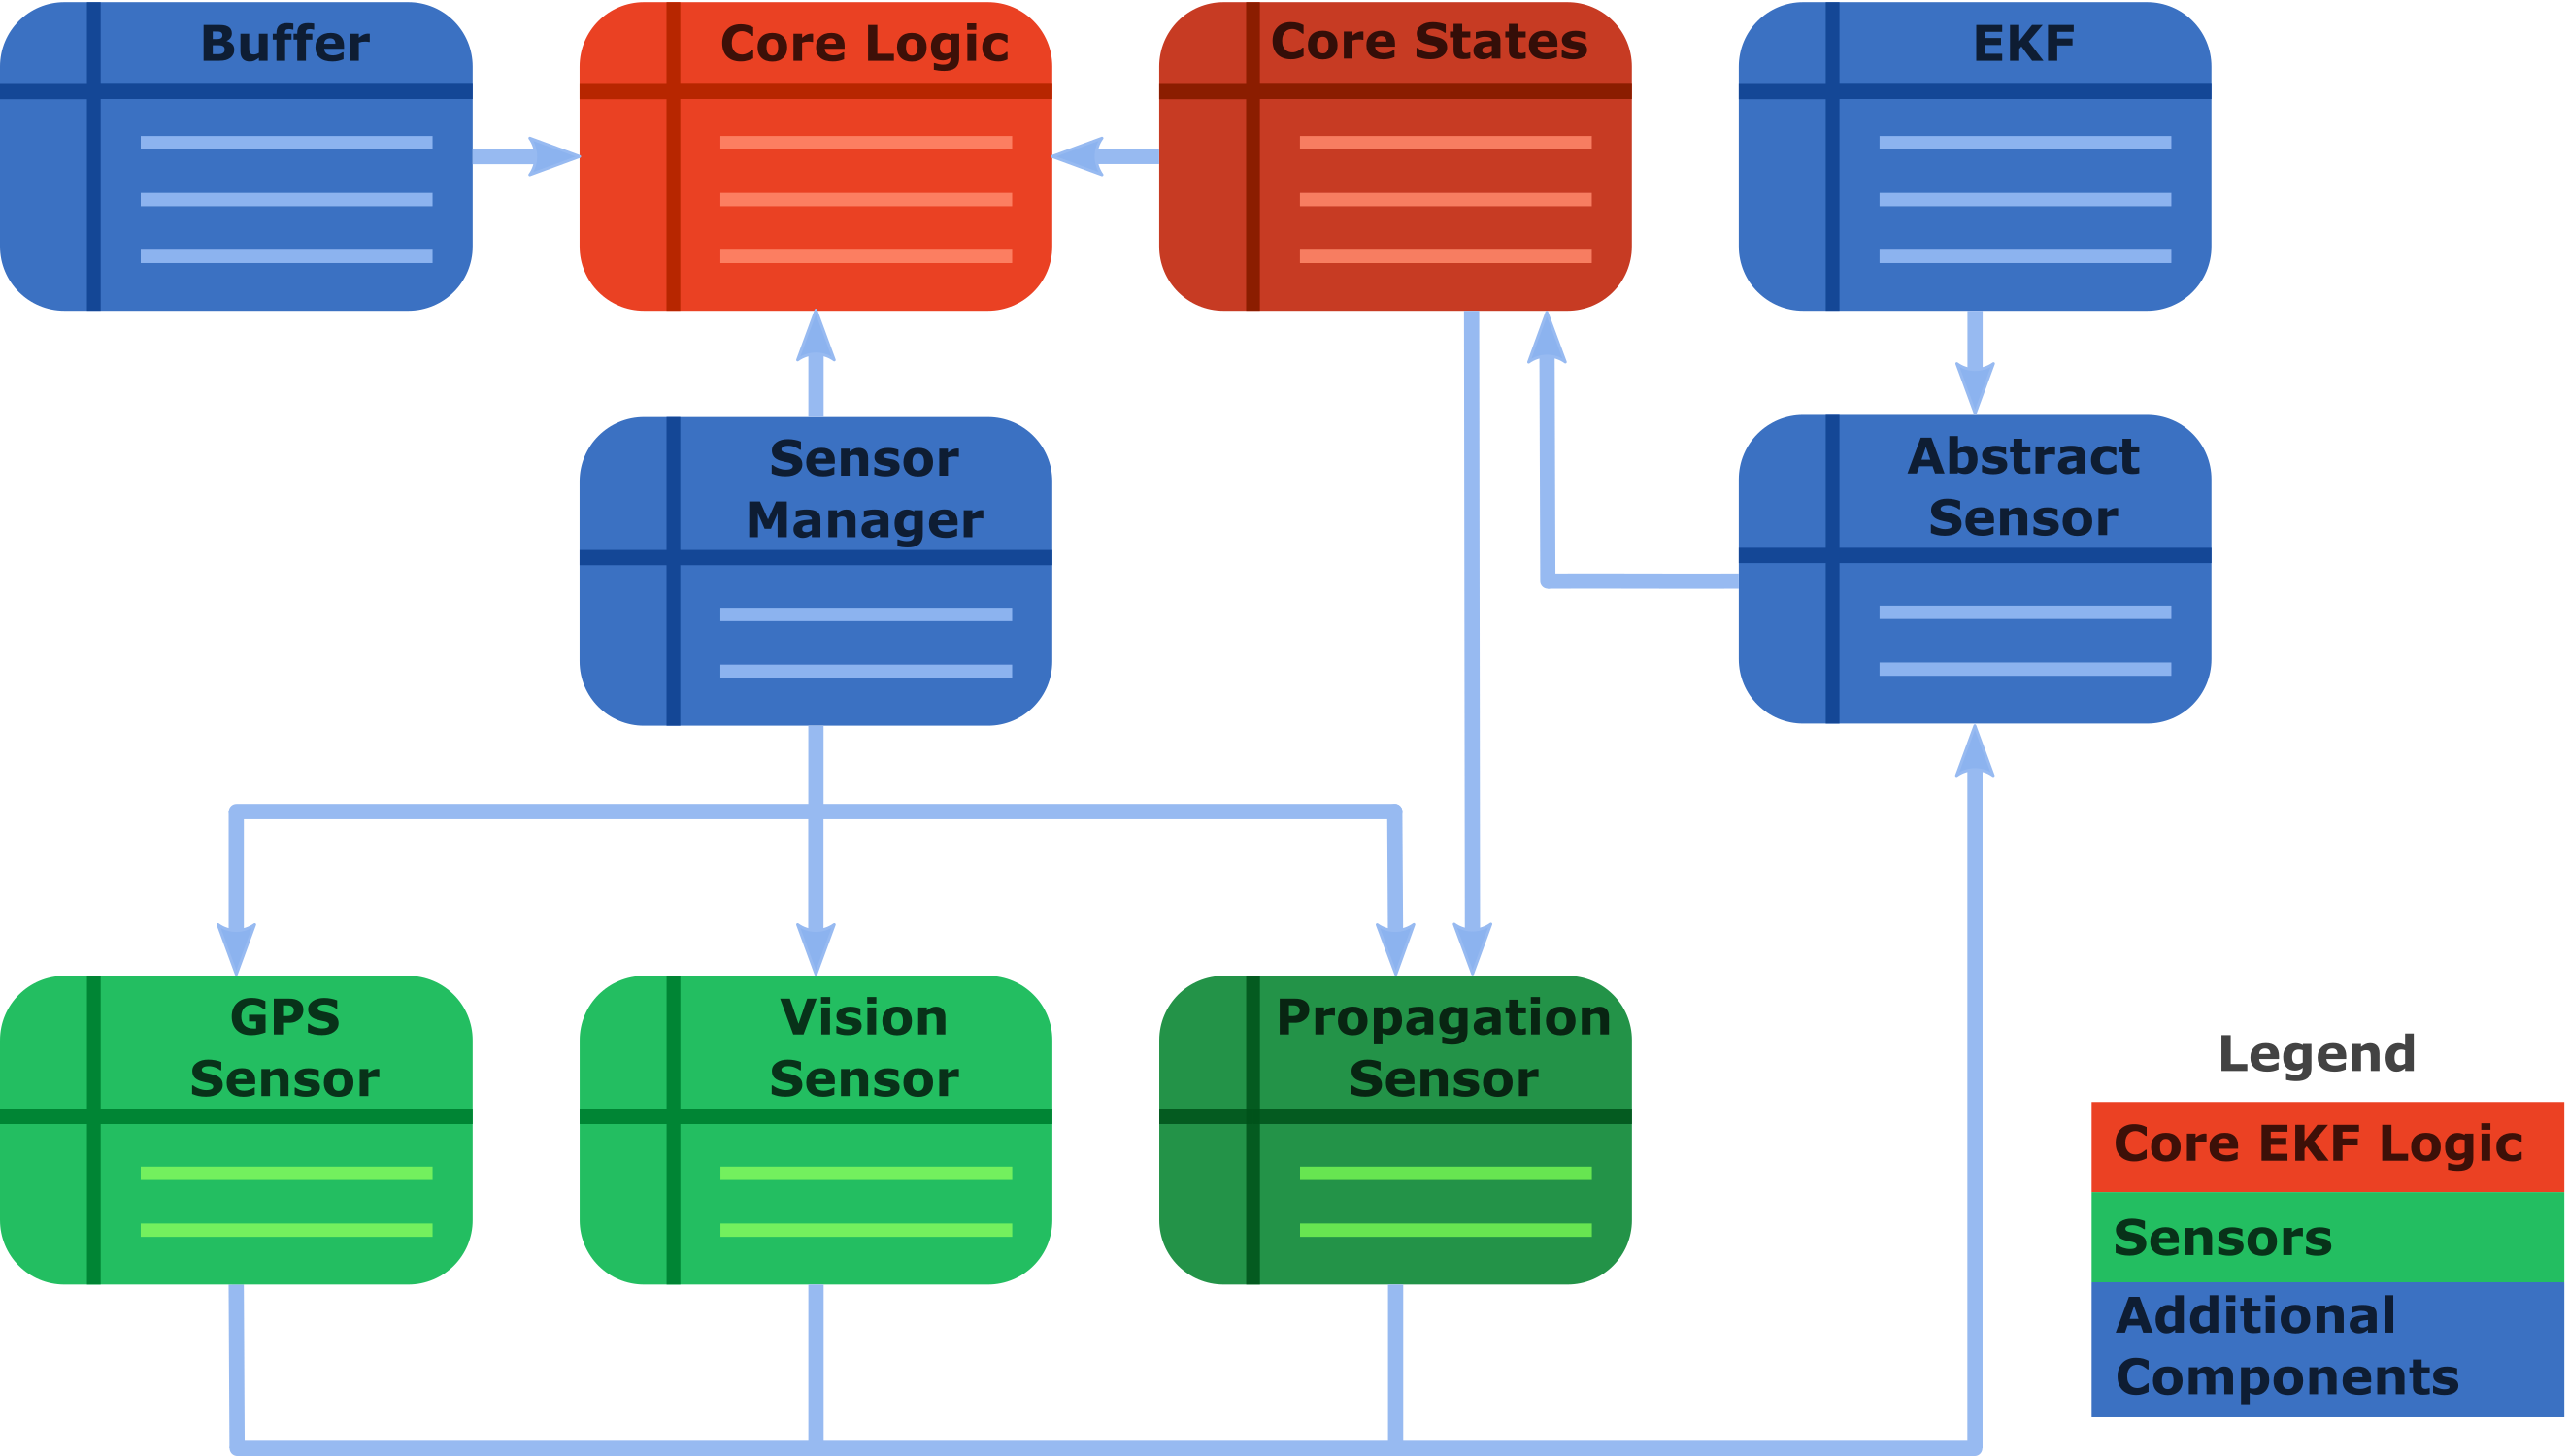 Buffer
Core Logic
Core States
EKF
Sensor
Manager
Abstract
Sensor
GPS
Sensor
Vision
Sensor
Propagation
Sensor
Legend
Core EKF Logic
Sensors
Additional
Components